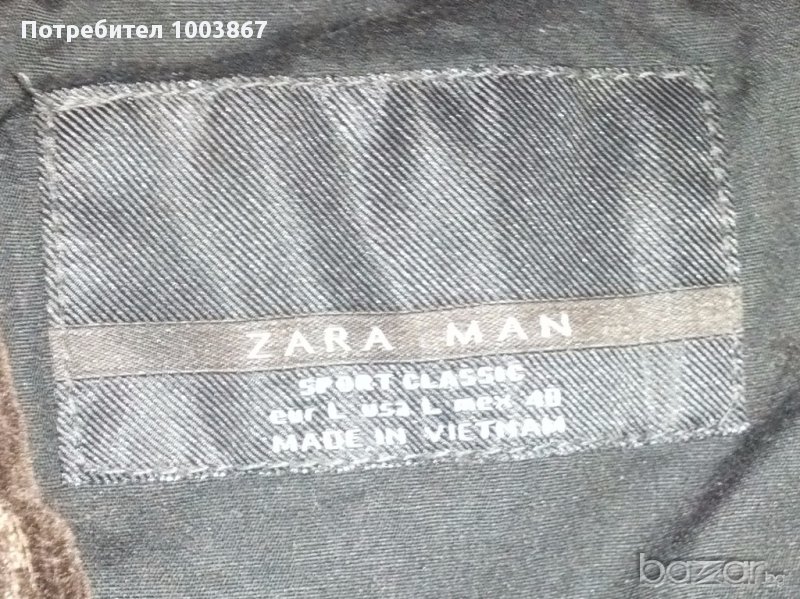 Потребител 1003867
ZARA MAN
SPORT CLASSIC
eur L usa L mex 40
MADE IN VIETNAM
bazar.bg